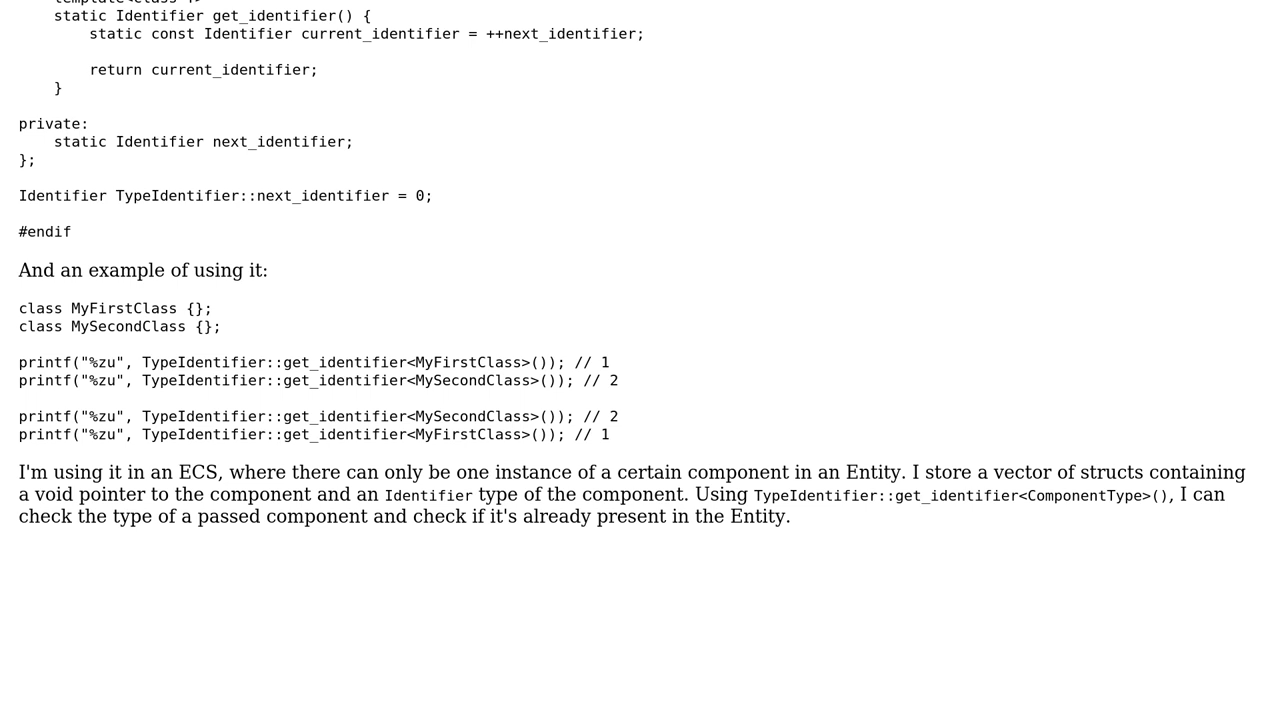 static Identifier get_identifier() {
static const Identifier current_identifier = ++next_identifier;
return current_identifier;
}
private:
static Identifier next_identifier;
};
Identifier TypeIdentifier::next_identifier = 0;
#endif
And an example of using it:
class MyFirstClass {};
class MySecondClass {};
printf("%zu", TypeIdentifier::get_identifier<MyFirstClass>()); // 1
printf("%zu", TypeIdentifier::get_identifier<MySecondClass>()); // 2
printf("%zu", TypeIdentifier::get_identifier<MySecondClass>()); // 2
printf("%zu", TypeIdentifier::get_identifier<MyFirstClass>()); // 1
I'm using it in an ECS, where there can only be one instance of a certain component in an Entity. I store a vector of structs containing
a void pointer to the component and an Identifier type of the component. Using TypeIdentifier::get_identifier<ComponentType>(), I can
check the type of a passed component and check if it's already present in the Entity.